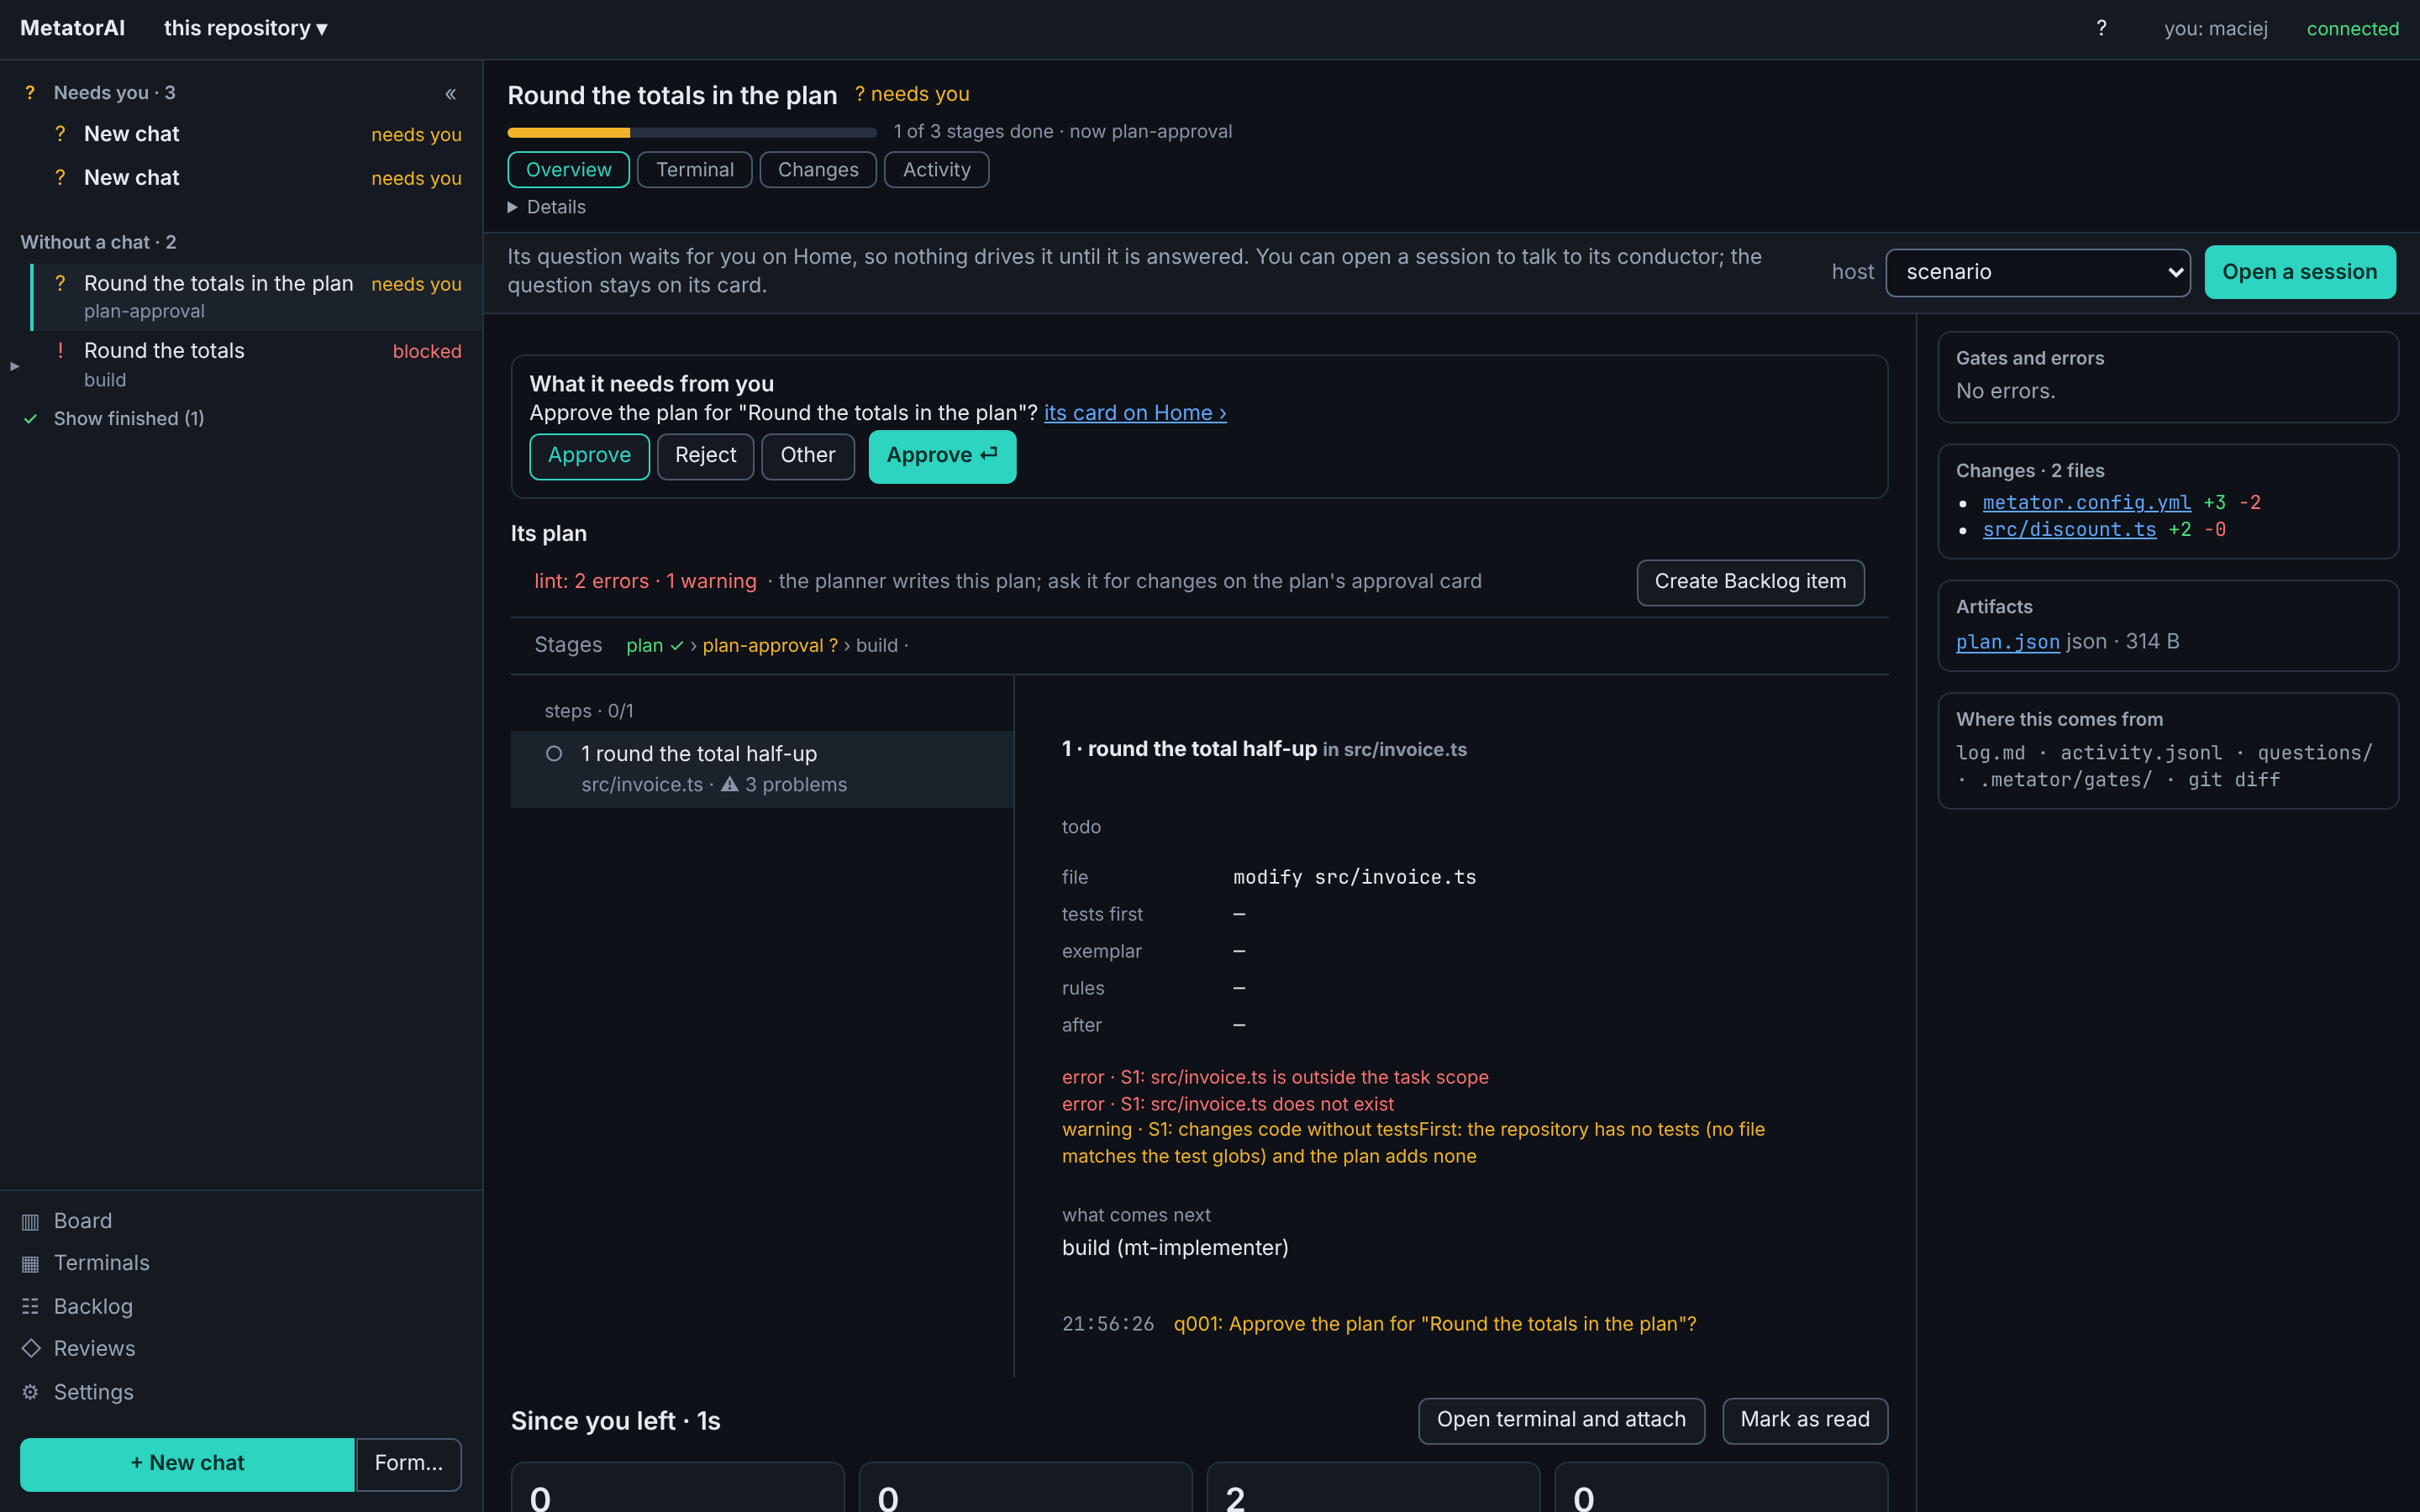 MetatorAI this repository ▾ ? you: maciej connected
? Needs you · 3 «
? New chat needs you
? New chat needs you
Without a chat · 2
? Round the totals in the plan needs you
plan-approval
! Round the totals blocked
▸ build
✓ Show finished (1)
Board
Terminals
Backlog
Reviews
Settings
+ New chat Form...
Round the totals in the plan ? needs you
1 of 3 stages done · now plan-approval
Overview Terminal Changes Activity
▶ Details
Its question waits for you on Home, so nothing drives it until it is answered. You can open a session to talk to its conductor; the
question stays on its card.
host scenario Open a session
What it needs from you
Approve the plan for "Round the totals in the plan"? its card on Home ›
Approve Reject Other Approve ⏎
Its plan
lint: 2 errors · 1 warning · the planner writes this plan; ask it for changes on the plan's approval card Create Backlog item
Stages plan ✓ › plan-approval ? › build ·
steps · 0/1
1 round the total half-up
src/invoice.ts · ⚠ 3 problems
1 · round the total half-up in src/invoice.ts
todo
file modify src/invoice.ts
tests first —
exemplar —
rules —
after —
error · S1: src/invoice.ts is outside the task scope
error · S1: src/invoice.ts does not exist
warning · S1: changes code without testsFirst: the repository has no tests (no file
matches the test globs) and the plan adds none
what comes next
build (mt-implementer)
21:56:26 q001: Approve the plan for "Round the totals in the plan"?
Since you left · 1s Open terminal and attach Mark as read
0 0 2 0
Gates and errors
No errors.
Changes · 2 files
• metator.config.yml +3 -2
• src/discount.ts +2 -0
Artifacts
plan.json json · 314 B
Where this comes from
log.md · activity.jsonl · questions/
· .metator/gates/ · git diff